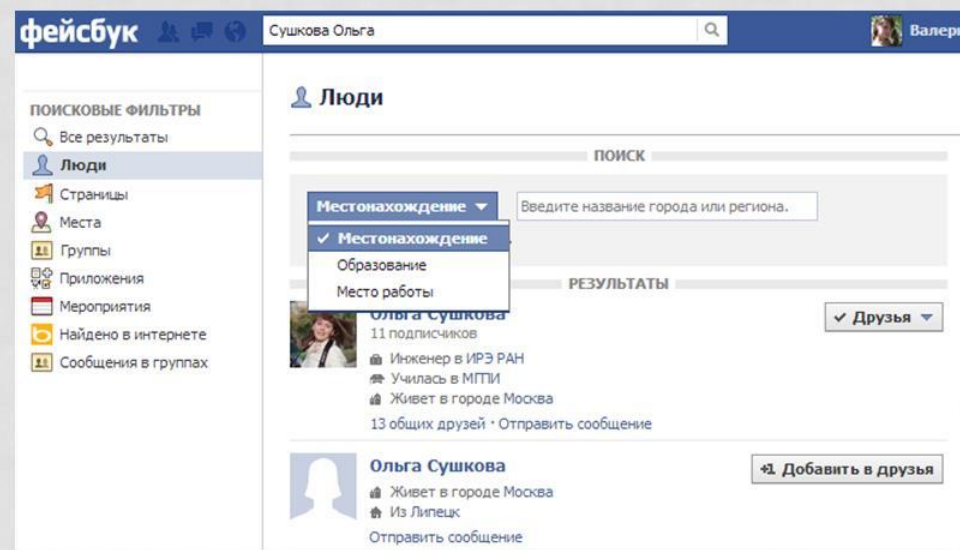 фейсбук
Сушкова Ольга
Валер
ПОИСКОВЫЕ ФИЛЬТРЫ
Все результаты
Люди
Страницы
Места
Группы
Приложения
Мероприятия
Найдено в интернете
Сообщения в группах
Люди
ПОИСК
Местонахождение
Введите название города или региона.
✓ Местонахождение
Образование
Место работы
РЕЗУЛЬТАТЫ
Ольга Сушкова
✓ Друзья
11 подписчиков
Инженер в ИРЭ РАН
Училась в МГПИ
Живет в городе Москва
13 общих друзей · Отправить сообщение
Ольга Сушкова
+1 Добавить в друзья
Живет в городе Москва
Из Липецк
Отправить сообщение